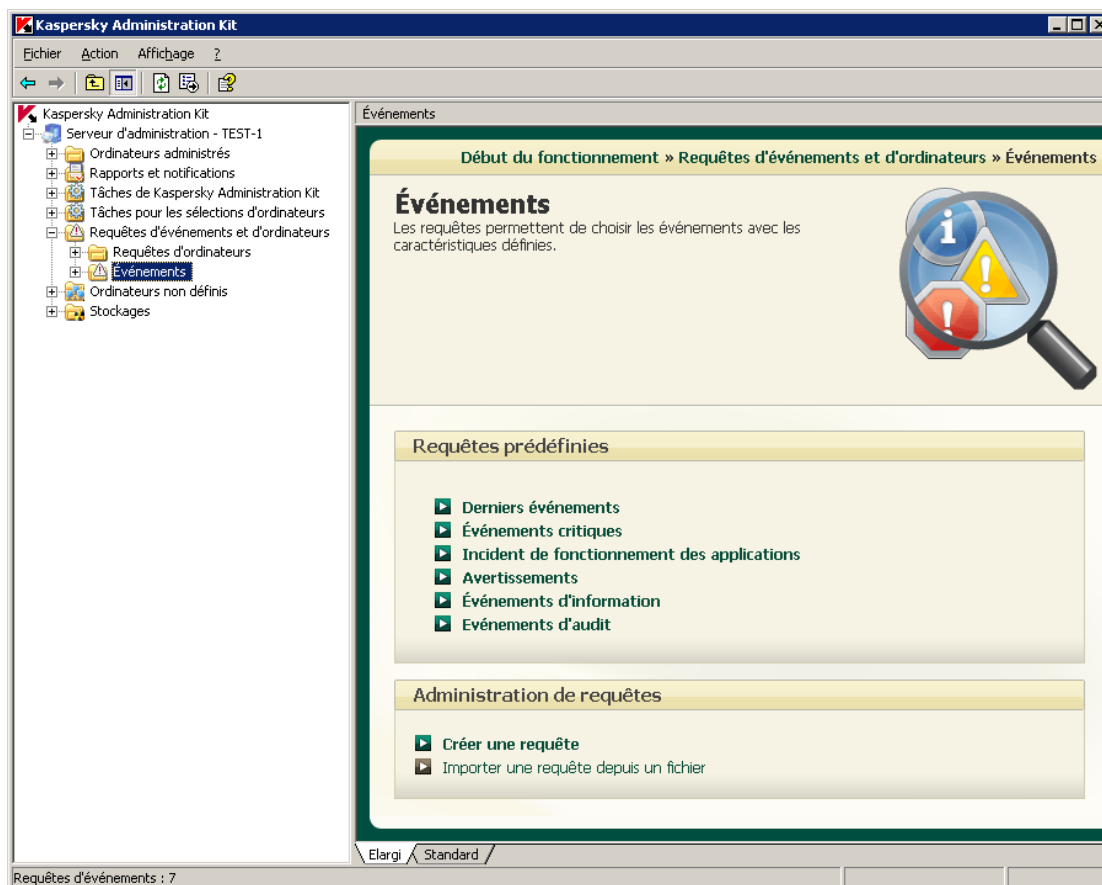 Kaspersky Administration Kit
Fichier Action Affichage ?
Kaspersky Administration Kit
Serveur d'administration - TEST-1
Ordinateurs administrés
Rapports et notifications
Tâches de Kaspersky Administration Kit
Tâches pour les sélections d'ordinateurs
Requêtes d'événements et d'ordinateurs
Requêtes d'ordinateurs
Evénements
Ordinateurs non définis
Stockages
Événements
Début du fonctionnement » Requêtes d'événements et d'ordinateurs » Événements
Événements
Les requêtes permettent de choisir les événements avec les
caractéristiques définies.
Requêtes prédéfinies
Derniers événements
Événements critiques
Incident de fonctionnement des applications
Avertissements
Événements d'information
Evénements d'audit
Administration de requêtes
Créer une requête
Importer une requête depuis un fichier
Elargi Standard
Requêtes d'événements : 7